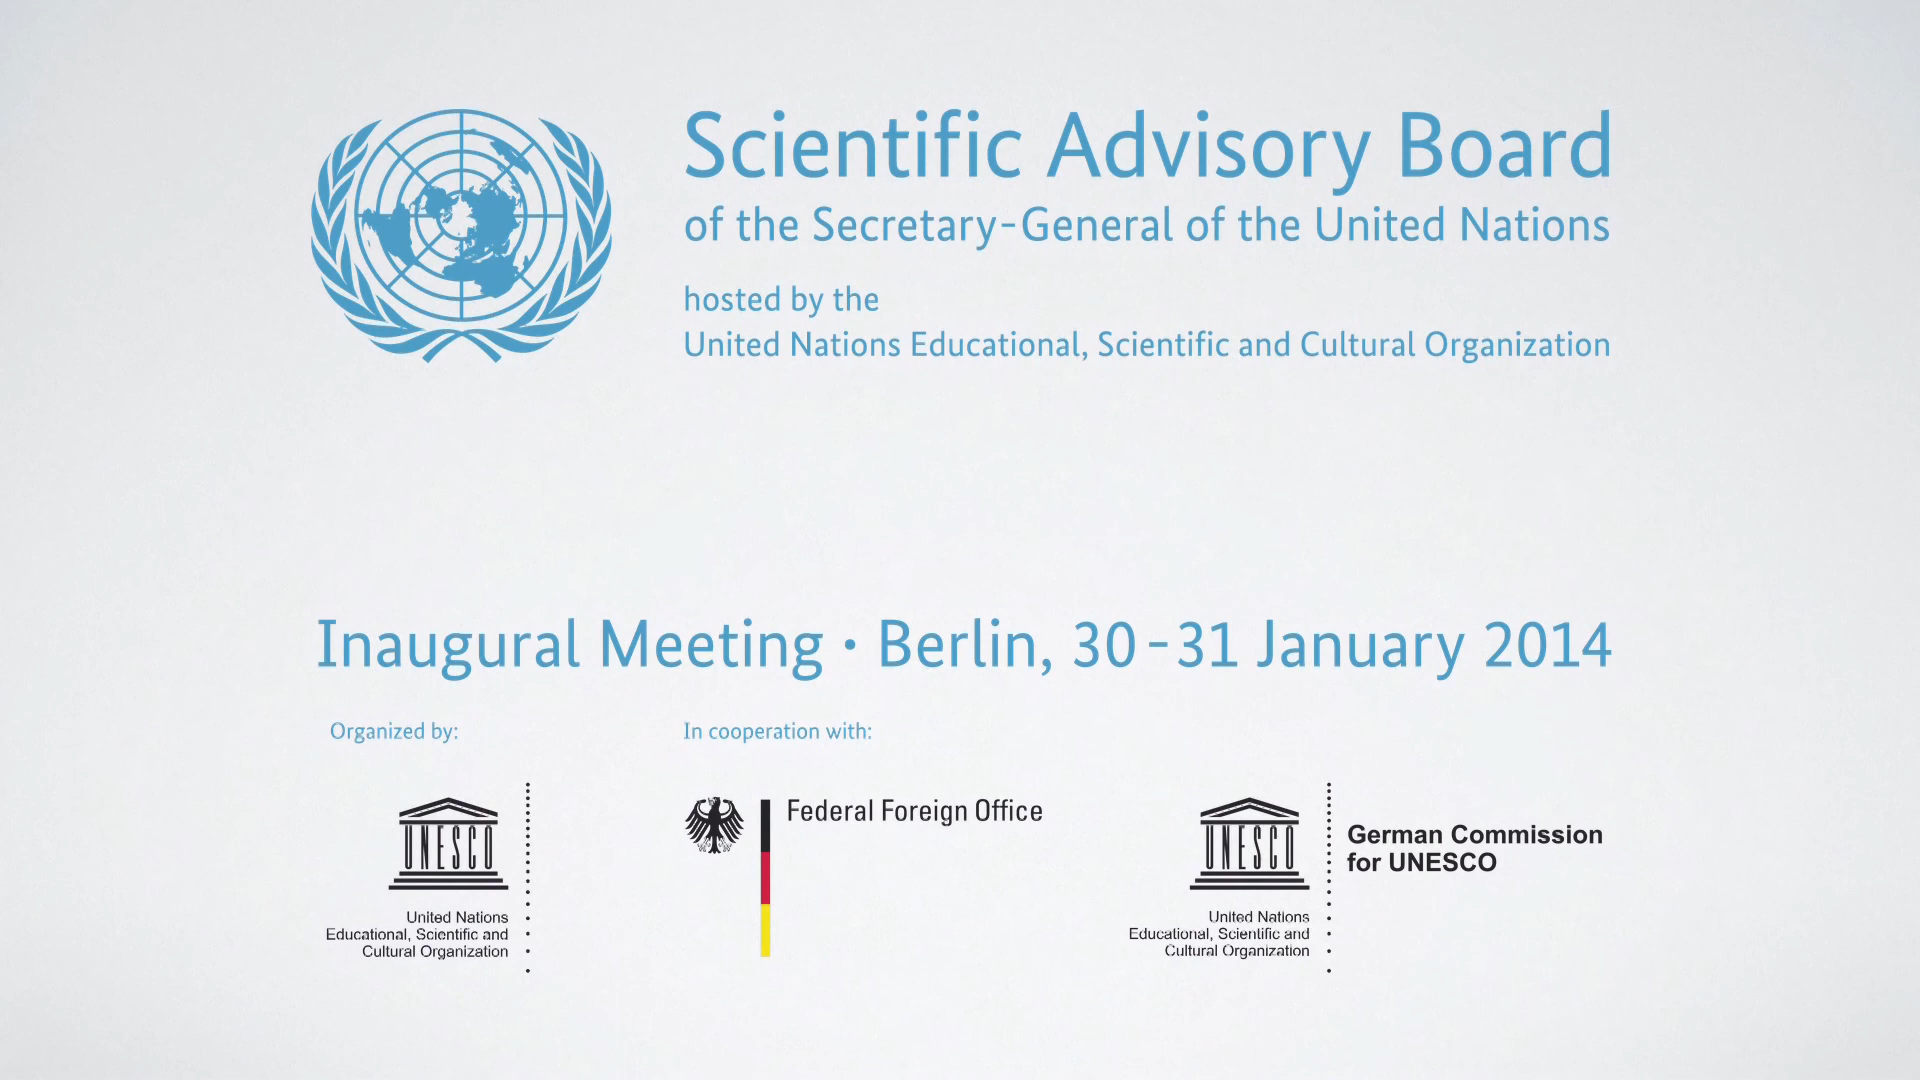 Scientific Advisory Board
of the Secretary-General of the United Nations
hosted by the
United Nations Educational, Scientific and Cultural Organization
Inaugural Meeting · Berlin, 30-31 January 2014
Organized by:
In cooperation with:
UNESCO
United Nations
Educational, Scientific and
Cultural Organization
Federal Foreign Office
UNESCO
United Nations
Educational, Scientific and
Cultural Organization
German Commission
for UNESCO